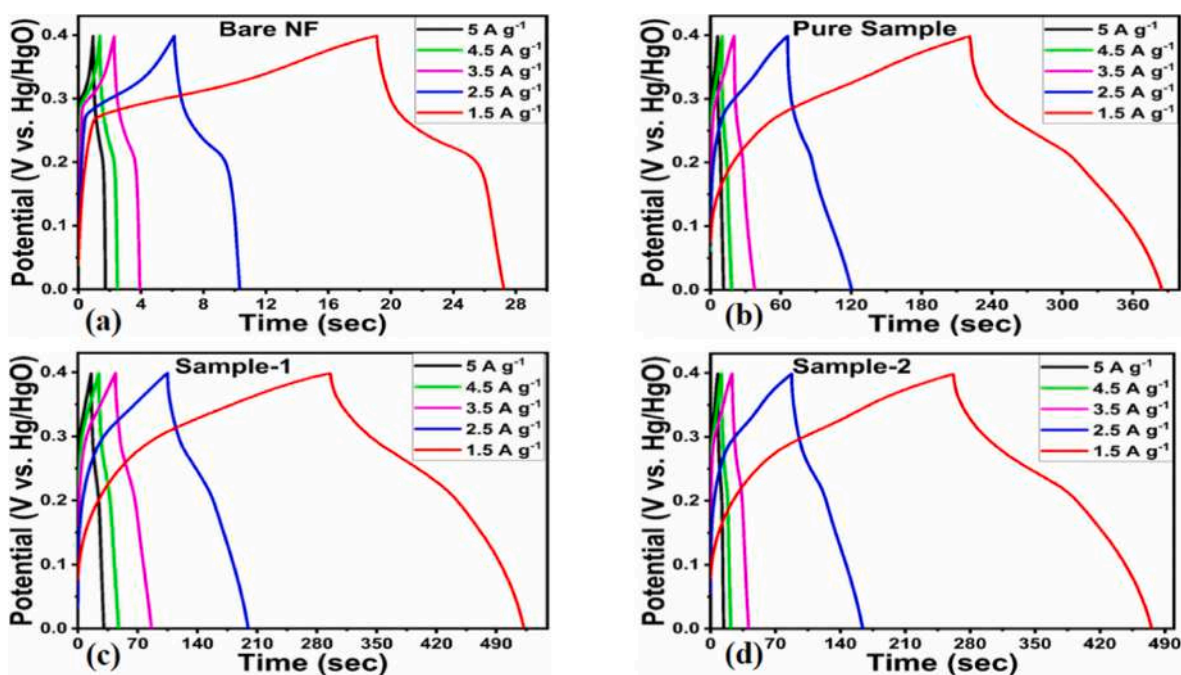 Bare NF
5 A g⁻¹
4.5 A g⁻¹
3.5 A g⁻¹
2.5 A g⁻¹
1.5 A g⁻¹
Potential (V vs. Hg/HgO)
0.4
0.3
0.2
0.1
0.0
0 4 8 12 16 20 24 28
(a)
Time (sec)
Pure Sample
5 A g⁻¹
4.5 A g⁻¹
3.5 A g⁻¹
2.5 A g⁻¹
1.5 A g⁻¹
Potential (V vs. Hg/HgO)
0.4
0.3
0.2
0.1
0.0
0 60 120 180 240 300 360
(b)
Time (sec)
Sample-1
5 A g⁻¹
4.5 A g⁻¹
3.5 A g⁻¹
2.5 A g⁻¹
1.5 A g⁻¹
Potential (V vs. Hg/HgO)
0.4
0.3
0.2
0.1
0.0
0 70 140 210 280 350 420 490
(c)
Time (sec)
Sample-2
5 A g⁻¹
4.5 A g⁻¹
3.5 A g⁻¹
2.5 A g⁻¹
1.5 A g⁻¹
Potential (V vs. Hg/HgO)
0.4
0.3
0.2
0.1
0.0
0 70 140 210 280 350 420 490
(d)
Time (sec)